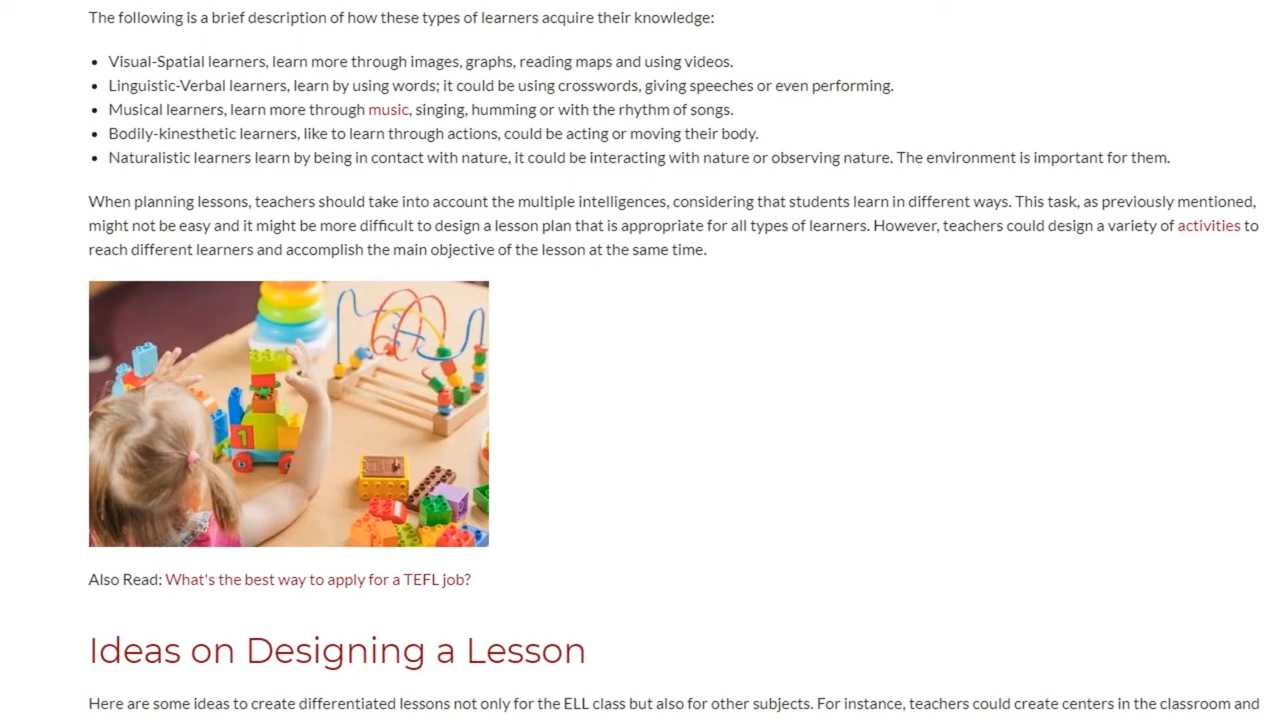 The following is a brief description of how these types of learners acquire their knowledge:
Visual-Spatial learners, learn more through images, graphs, reading maps and using videos.
Linguistic-Verbal learners, learn by using words; it could be using crosswords, giving speeches or even performing.
Musical learners, learn more through music, singing, humming or with the rhythm of songs.
Bodily-kinesthetic learners, like to learn through actions, could be acting or moving their body.
Naturalistic learners learn by being in contact with nature, it could be interacting with nature or observing nature. The environment is important for them.
When planning lessons, teachers should take into account the multiple intelligences, considering that students learn in different ways. This task, as previously mentioned,
might not be easy and it might be more difficult to design a lesson plan that is appropriate for all types of learners. However, teachers could design a variety of activities to
reach different learners and accomplish the main objective of the lesson at the same time.
1
Also Read: What's the best way to apply for a TEFL job?
Ideas on Designing a Lesson
Here are some ideas to create differentiated lessons not only for the ELL class but also for other subjects. For instance, teachers could create centers in the classroom and